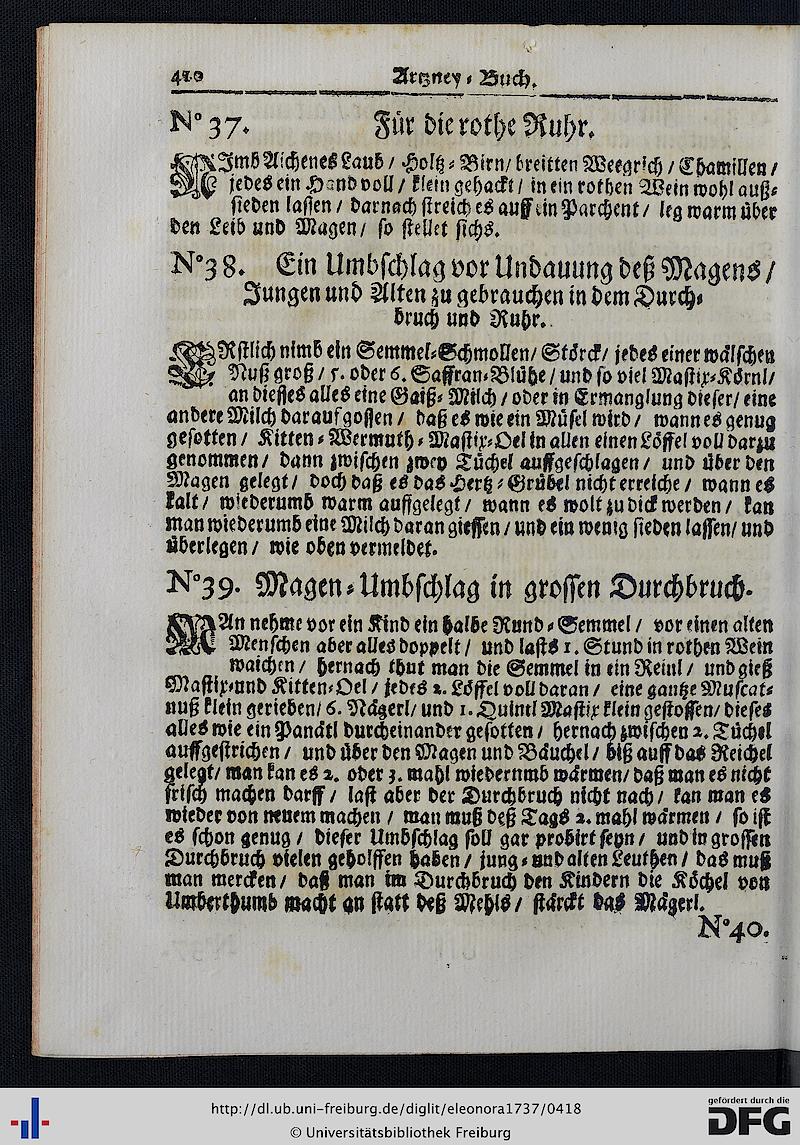 410 Artzney-Buch.
N° 37. Für die rothe Ruhr.
NImb Aichenes Laub / Holtz-Birn / breitten Weegrich / Chamillen /
jedes ein Hand voll / klein gehackt / in ein rothen Wein wohl auß-
sieden lassen / darnach streich es auff ein Parchent / leg warm über
den Leib und Magen / so stellet sichs.
N° 38. Ein Umbschlag vor Undauung deß Magens /
Jungen und Alten zu gebrauchen in dem Durch-
bruch und Ruhr.
ERstlich nimb ein Semmel-Schmollen / Störck / jedes einer wälschen
Nuß groß / 5. oder 6. Saffran-Blühe / und so viel Mastix-Körnl /
an dieses alles eine Gaiß-Milch / oder in Ermanglung dieser / eine
andere Milch darauf gossen / daß es wie ein Müsel wird / wann es genug
gesotten / Kitten-Wermuth-Mastix-Oel in allen einen Löffel voll darzu
genommen / dann zwischen zwey Tüchel auffgeschlagen / und über den
Magen gelegt / doch daß es das Hertz-Grübel nicht erreiche / wann es
kalt / wiederumb warm auffgelegt / wann es wolt zu dick werden / kan
man wiederumb eine Milch daran giessen / und ein wenig sieden lassen / und
überlegen / wie oben vermeldet.
N° 39. Magen-Umbschlag in grossen Durchbruch.
MAn nehme vor ein Kind ein halbe Rund-Semmel / vor einen alten
Menschen aber alles doppelt / und lasts 1. Stund in rothen Wein
waichen / hernach thut man die Semmel in ein Reinl / und gieß
Mastix-und Kitten-Oel / jedes 2. Löffel voll daran / eine gantze Muscat-
nuß klein gerieben / 6. Nägerl / und 1. Quintl Mastix klein gestossen / dieses
alles wie ein Panätl durcheinander gesotten / hernach zwischen 2. Tüchel
auffgestrichen / und über den Magen und Bäuchel / biß auff das Reichel
gelegt / man kan es 2. oder 3. mahl wiedernmb wärmen / daß man es nicht
frisch machen darff / last aber der Durchbruch nicht nach / kan man es
wieder von neuem machen / man muß deß Tags 2. mahl wärmen / so ist
es schon genug / dieser Umbschlag soll gar probirt seyn / und in grossen
Durchbruch vielen geholffen haben / jung-und alten Leuthen / das muß
man mercken / daß man im Durchbruch den Kindern die Köchel von
Umberthumb macht an statt deß Mehls / stärckt das Mägerl.
N° 40.
http://dl.ub.uni-freiburg.de/diglit/eleonora1737/0418
© Universitätsbibliothek Freiburg
gefördert durch die
DFG